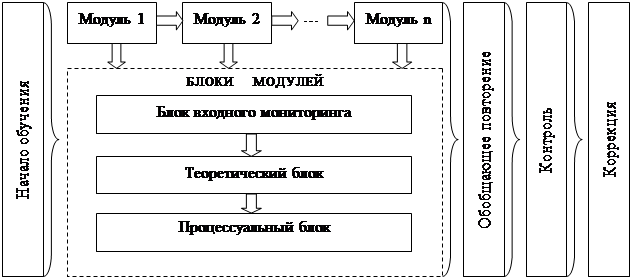 Начало обучения
Модуль 1
Модуль 2
---
Модуль n
БЛОКИ МОДУЛЕЙ
Блок входного мониторинга
Теоретический блок
Процессуальный блок
Обобщающее повторение
Контроль
Коррекция